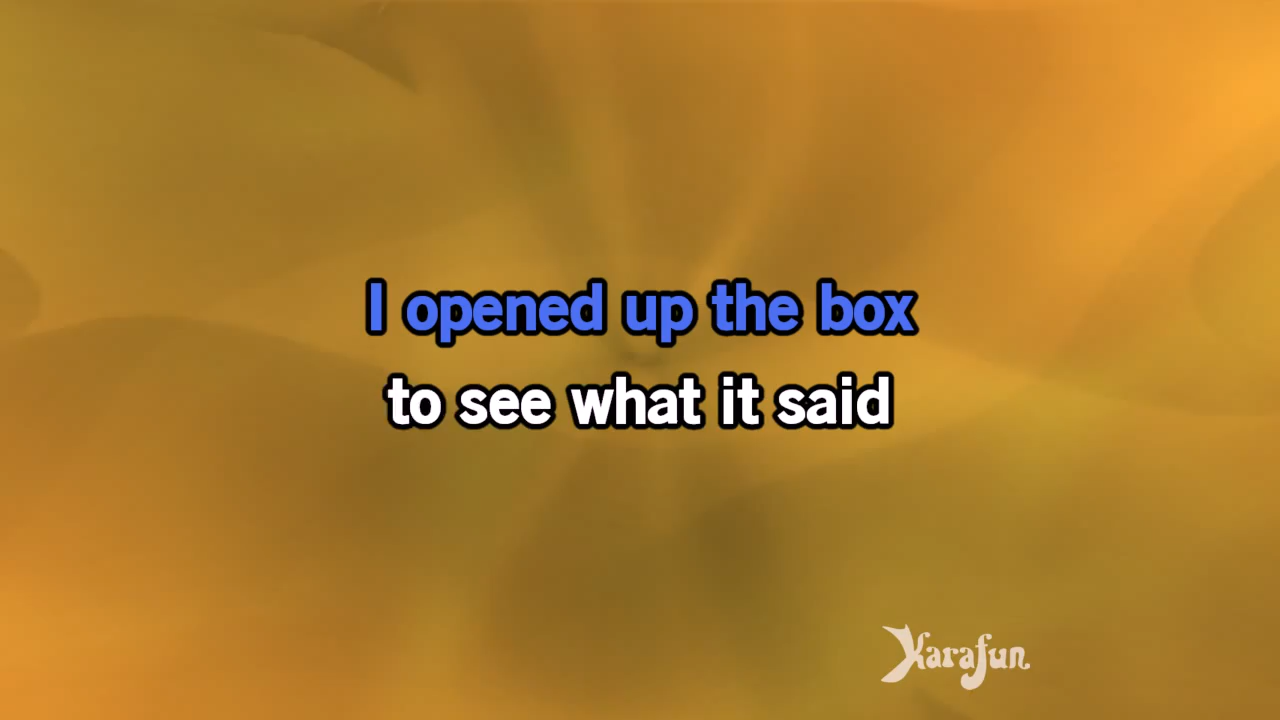 I opened up the box
to see what it said
Karafun